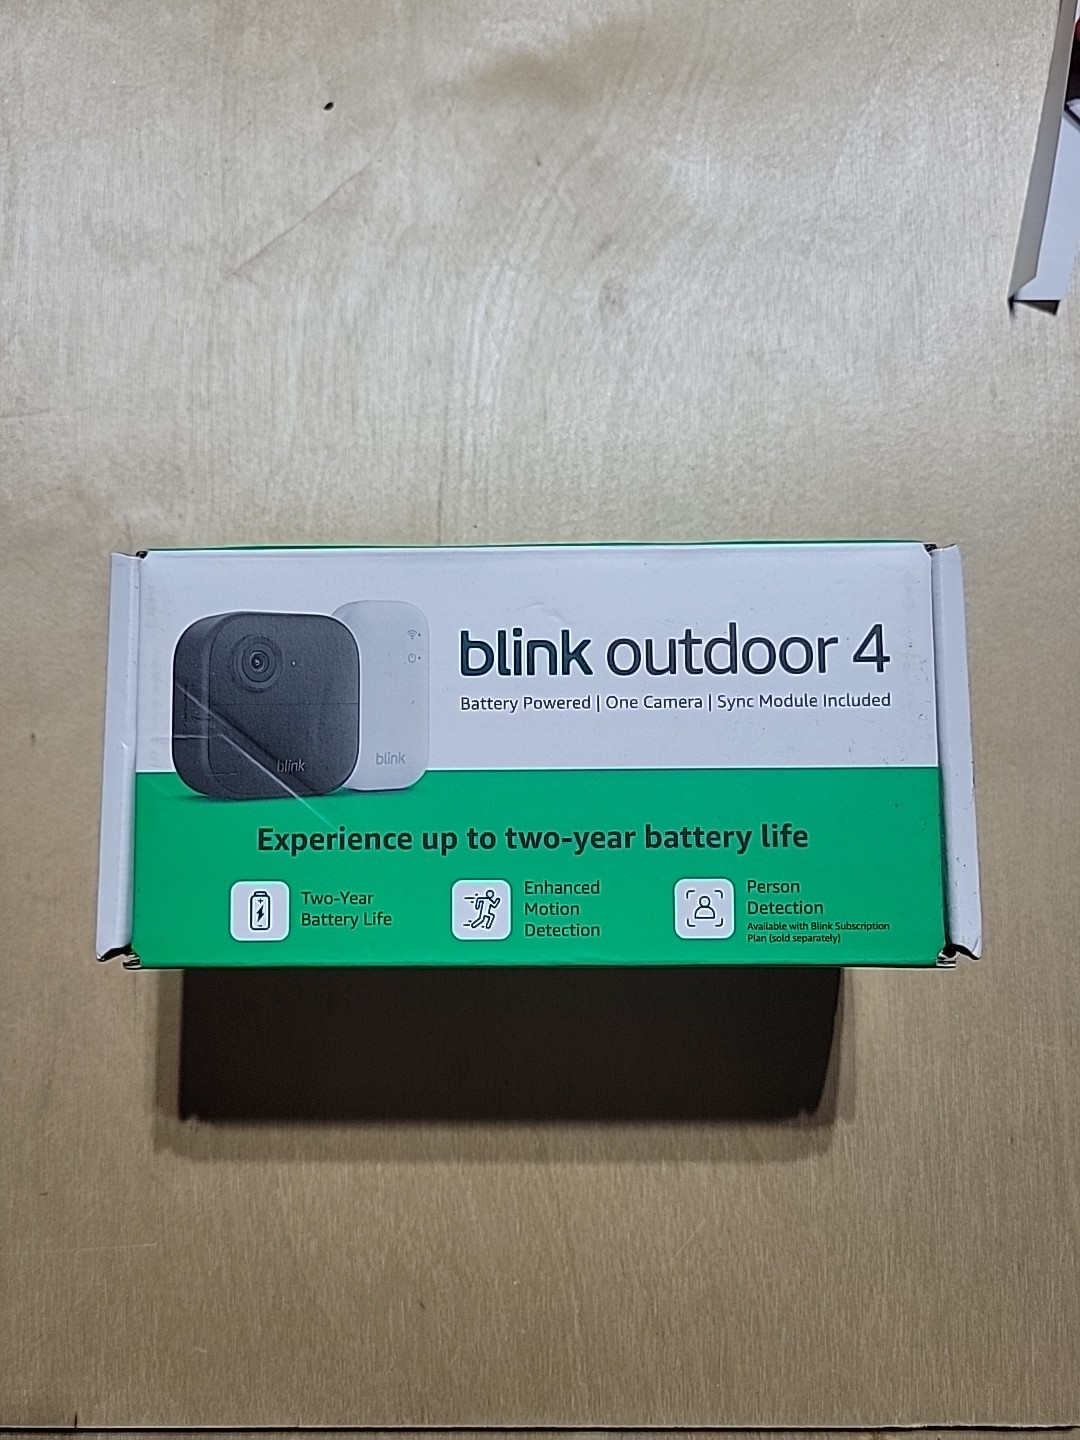 blink outdoor 4
Battery Powered | One Camera | Sync Module Included
blink
blink
Experience up to two-year battery life
Two-Year
Battery Life
Enhanced
Motion
Detection
Person
Detection
Available with Blink Subscription
Plan (sold separately)